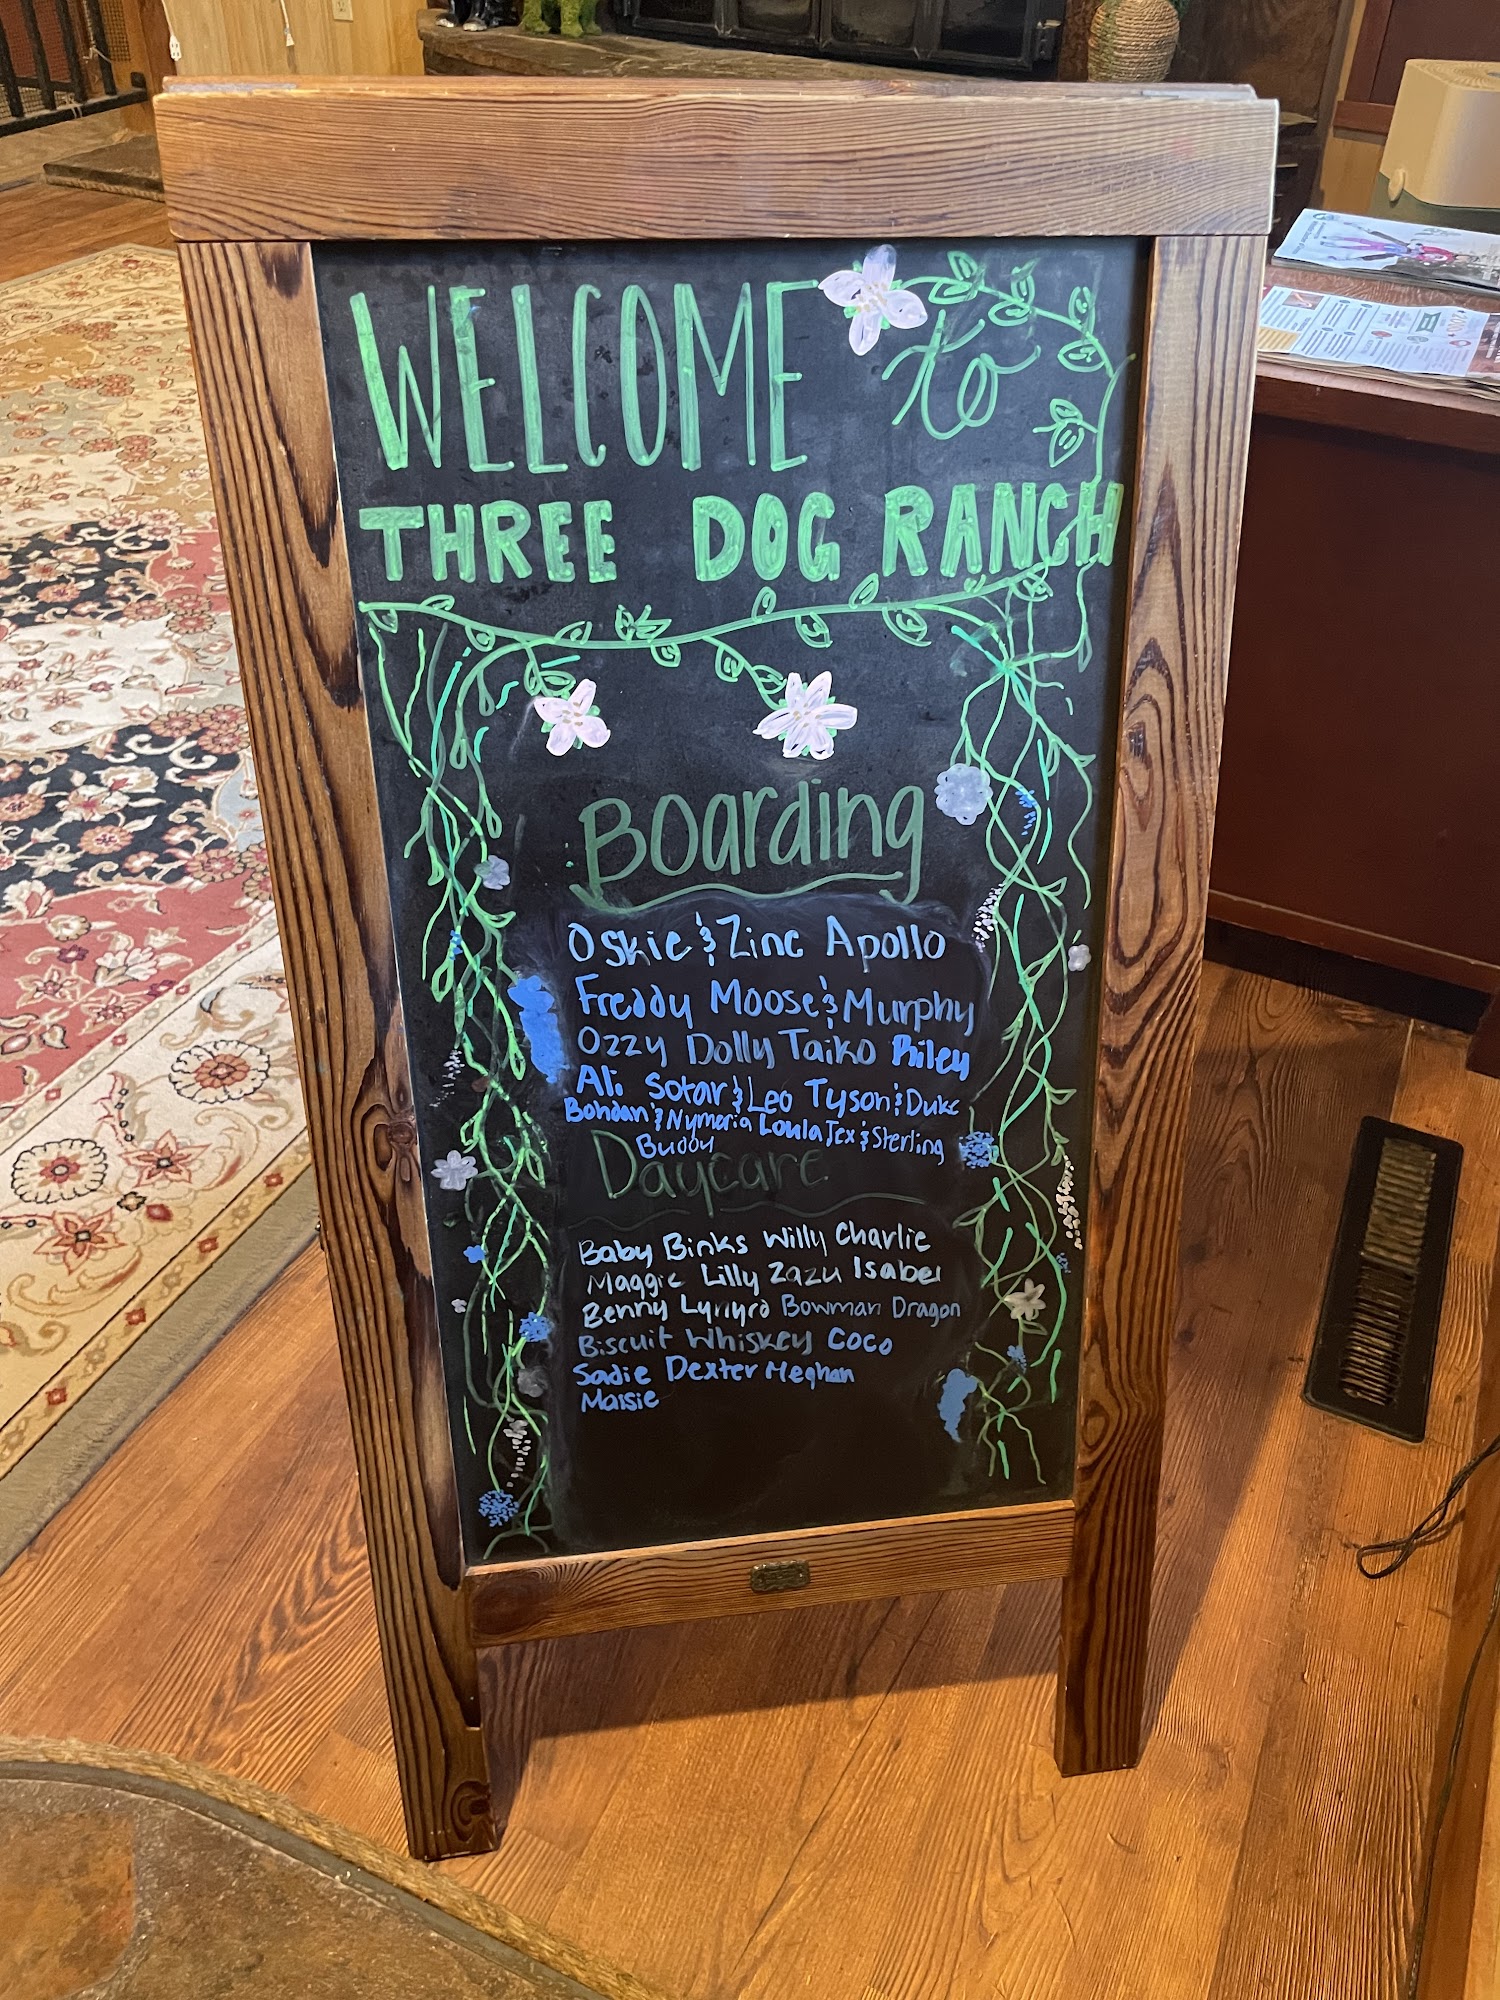 WELCOME to
THREE DOG RANCH
Boarding
Oskie & Zinc Apollo
Freddy Moose & Murphy
Ozzy Dolly Taiko Riley
Ali Sotar & Leo Tyson & Duke
Bohdan & Nymeria Loula Tex & Sterling
Buddy
Daycare
Baby Binks Willy Charlie
Maggie Lilly Zazu Isabel
Benny Lynyrd Bowman Dragon
Biscuit Whiskey Coco
Sadie Dexter Meghan
Maisie